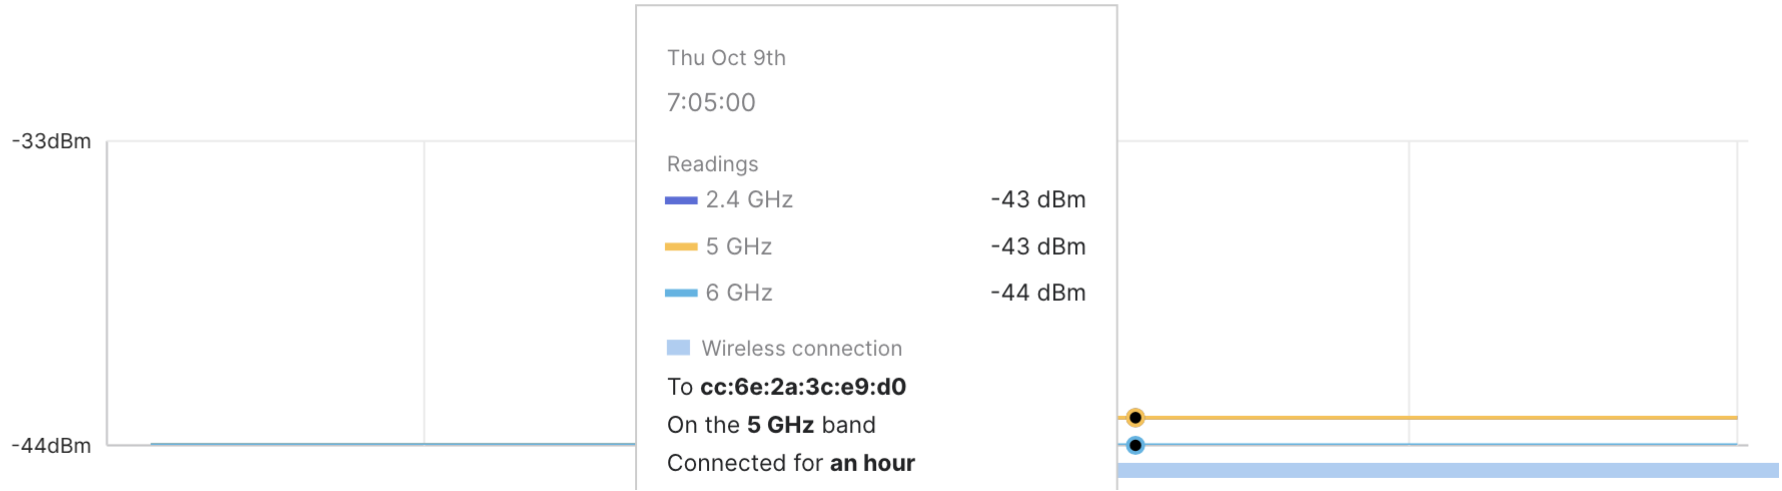 Thu Oct 9th
7:05:00
-33dBm
Readings
2.4 GHz -43 dBm
5 GHz -43 dBm
6 GHz -44 dBm
Wireless connection
To cc:6e:2a:3c:e9:d0
On the 5 GHz band
-44dBm
Connected for an hour